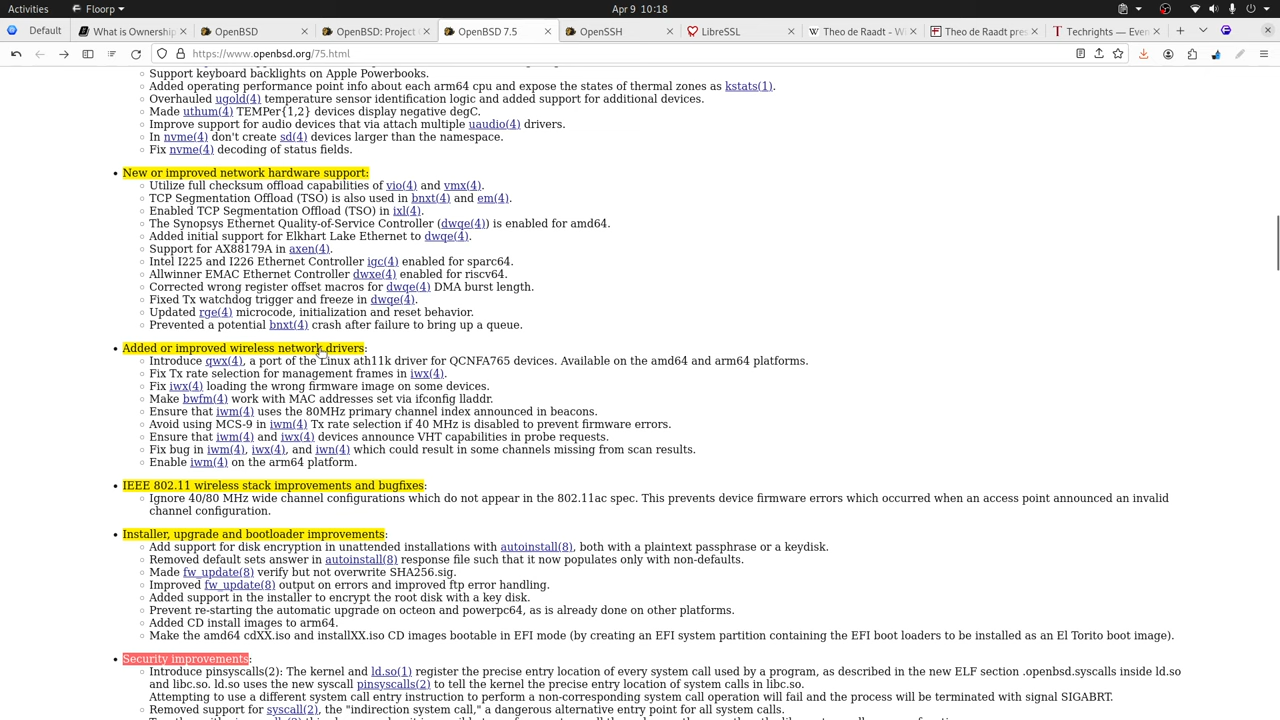 Activities
Floorp
Apr 9 10:18
Default
What is Ownership
OpenBSD
OpenBSD: Project
OpenBSD 7.5
OpenSSH
LibreSSL
Theo de Raadt - W
Theo de Raadt pre
Techrights — Ever
https://www.openbsd.org/75.html
Support keyboard backlights on Apple Powerbooks.
Added operating performance point info about each arm64 cpu and expose the states of thermal zones as kstats(1).
Overhauled ugold(4) temperature sensor identification logic and added support for additional devices.
Made uthum(4) TEMPer{1,2} devices display negative degC.
Improve support for audio devices that via attach multiple uaudio(4) drivers.
In nvme(4) don't create sd(4) devices larger than the namespace.
Fix nvme(4) decoding of status fields.
New or improved network hardware support:
Utilize full checksum offload capabilities of vio(4) and vmx(4).
TCP Segmentation Offload (TSO) is also used in bnxt(4) and em(4).
Enabled TCP Segmentation Offload (TSO) in ixl(4).
The Synopsys Ethernet Quality-of-Service Controller (dwqe(4)) is enabled for amd64.
Added initial support for Elkhart Lake Ethernet to dwqe(4).
Support for AX88179A in axen(4).
Intel I225 and I226 Ethernet Controller igc(4) enabled for sparc64.
Allwinner EMAC Ethernet Controller dwxe(4) enabled for riscv64.
Corrected wrong register offset macros for dwqe(4) DMA burst length.
Fixed Tx watchdog trigger and freeze in dwqe(4).
Updated rge(4) microcode, initialization and reset behavior.
Prevented a potential bnxt(4) crash after failure to bring up a queue.
Added or improved wireless network drivers:
Introduce qwx(4), a port of the Linux ath11k driver for QCNFA765 devices. Available on the amd64 and arm64 platforms.
Fix Tx rate selection for management frames in iwx(4).
Fix iwx(4) loading the wrong firmware image on some devices.
Make bwfm(4) work with MAC addresses set via ifconfig lladdr.
Ensure that iwm(4) uses the 80MHz primary channel index announced in beacons.
Avoid using MCS-9 in iwm(4) Tx rate selection if 40 MHz is disabled to prevent firmware errors.
Ensure that iwm(4) and iwx(4) devices announce VHT capabilities in probe requests.
Fix bug in iwm(4), iwx(4), and iwn(4) which could result in some channels missing from scan results.
Enable iwm(4) on the arm64 platform.
IEEE 802.11 wireless stack improvements and bugfixes:
Ignore 40/80 MHz wide channel configurations which do not appear in the 802.11ac spec. This prevents device firmware errors which occurred when an access point announced an invalid
channel configuration.
Installer, upgrade and bootloader improvements:
Add support for disk encryption in unattended installations with autoinstall(8), both with a plaintext passphrase or a keydisk.
Removed default sets answer in autoinstall(8) response file such that it now populates only with non-defaults.
Made fw_update(8) verify but not overwrite SHA256.sig.
Improved fw_update(8) output on errors and improved ftp error handling.
Added support in the installer to encrypt the root disk with a key disk.
Prevent re-starting the automatic upgrade on octeon and powerpc64, as is already done on other platforms.
Added CD install images to arm64.
Make the amd64 cdXX.iso and installXX.iso CD images bootable in EFI mode (by creating an EFI system partition containing the EFI boot loaders to be installed as an El Torito boot image).
Security improvements:
Introduce pinsyscalls(2): The kernel and ld.so(1) register the precise entry location of every system call used by a program, as described in the new ELF section .openbsd.syscalls inside ld.so
and libc.so. ld.so uses the new syscall pinsyscalls(2) to tell the kernel the precise entry location of system calls in libc.so.
Attempting to use a different system call entry instruction to perform a non-corresponding system call operation will fail and the process will be terminated with signal SIGABRT.
Removed support for syscall(2), the "indirection system call," a dangerous alternative entry point for all system calls.